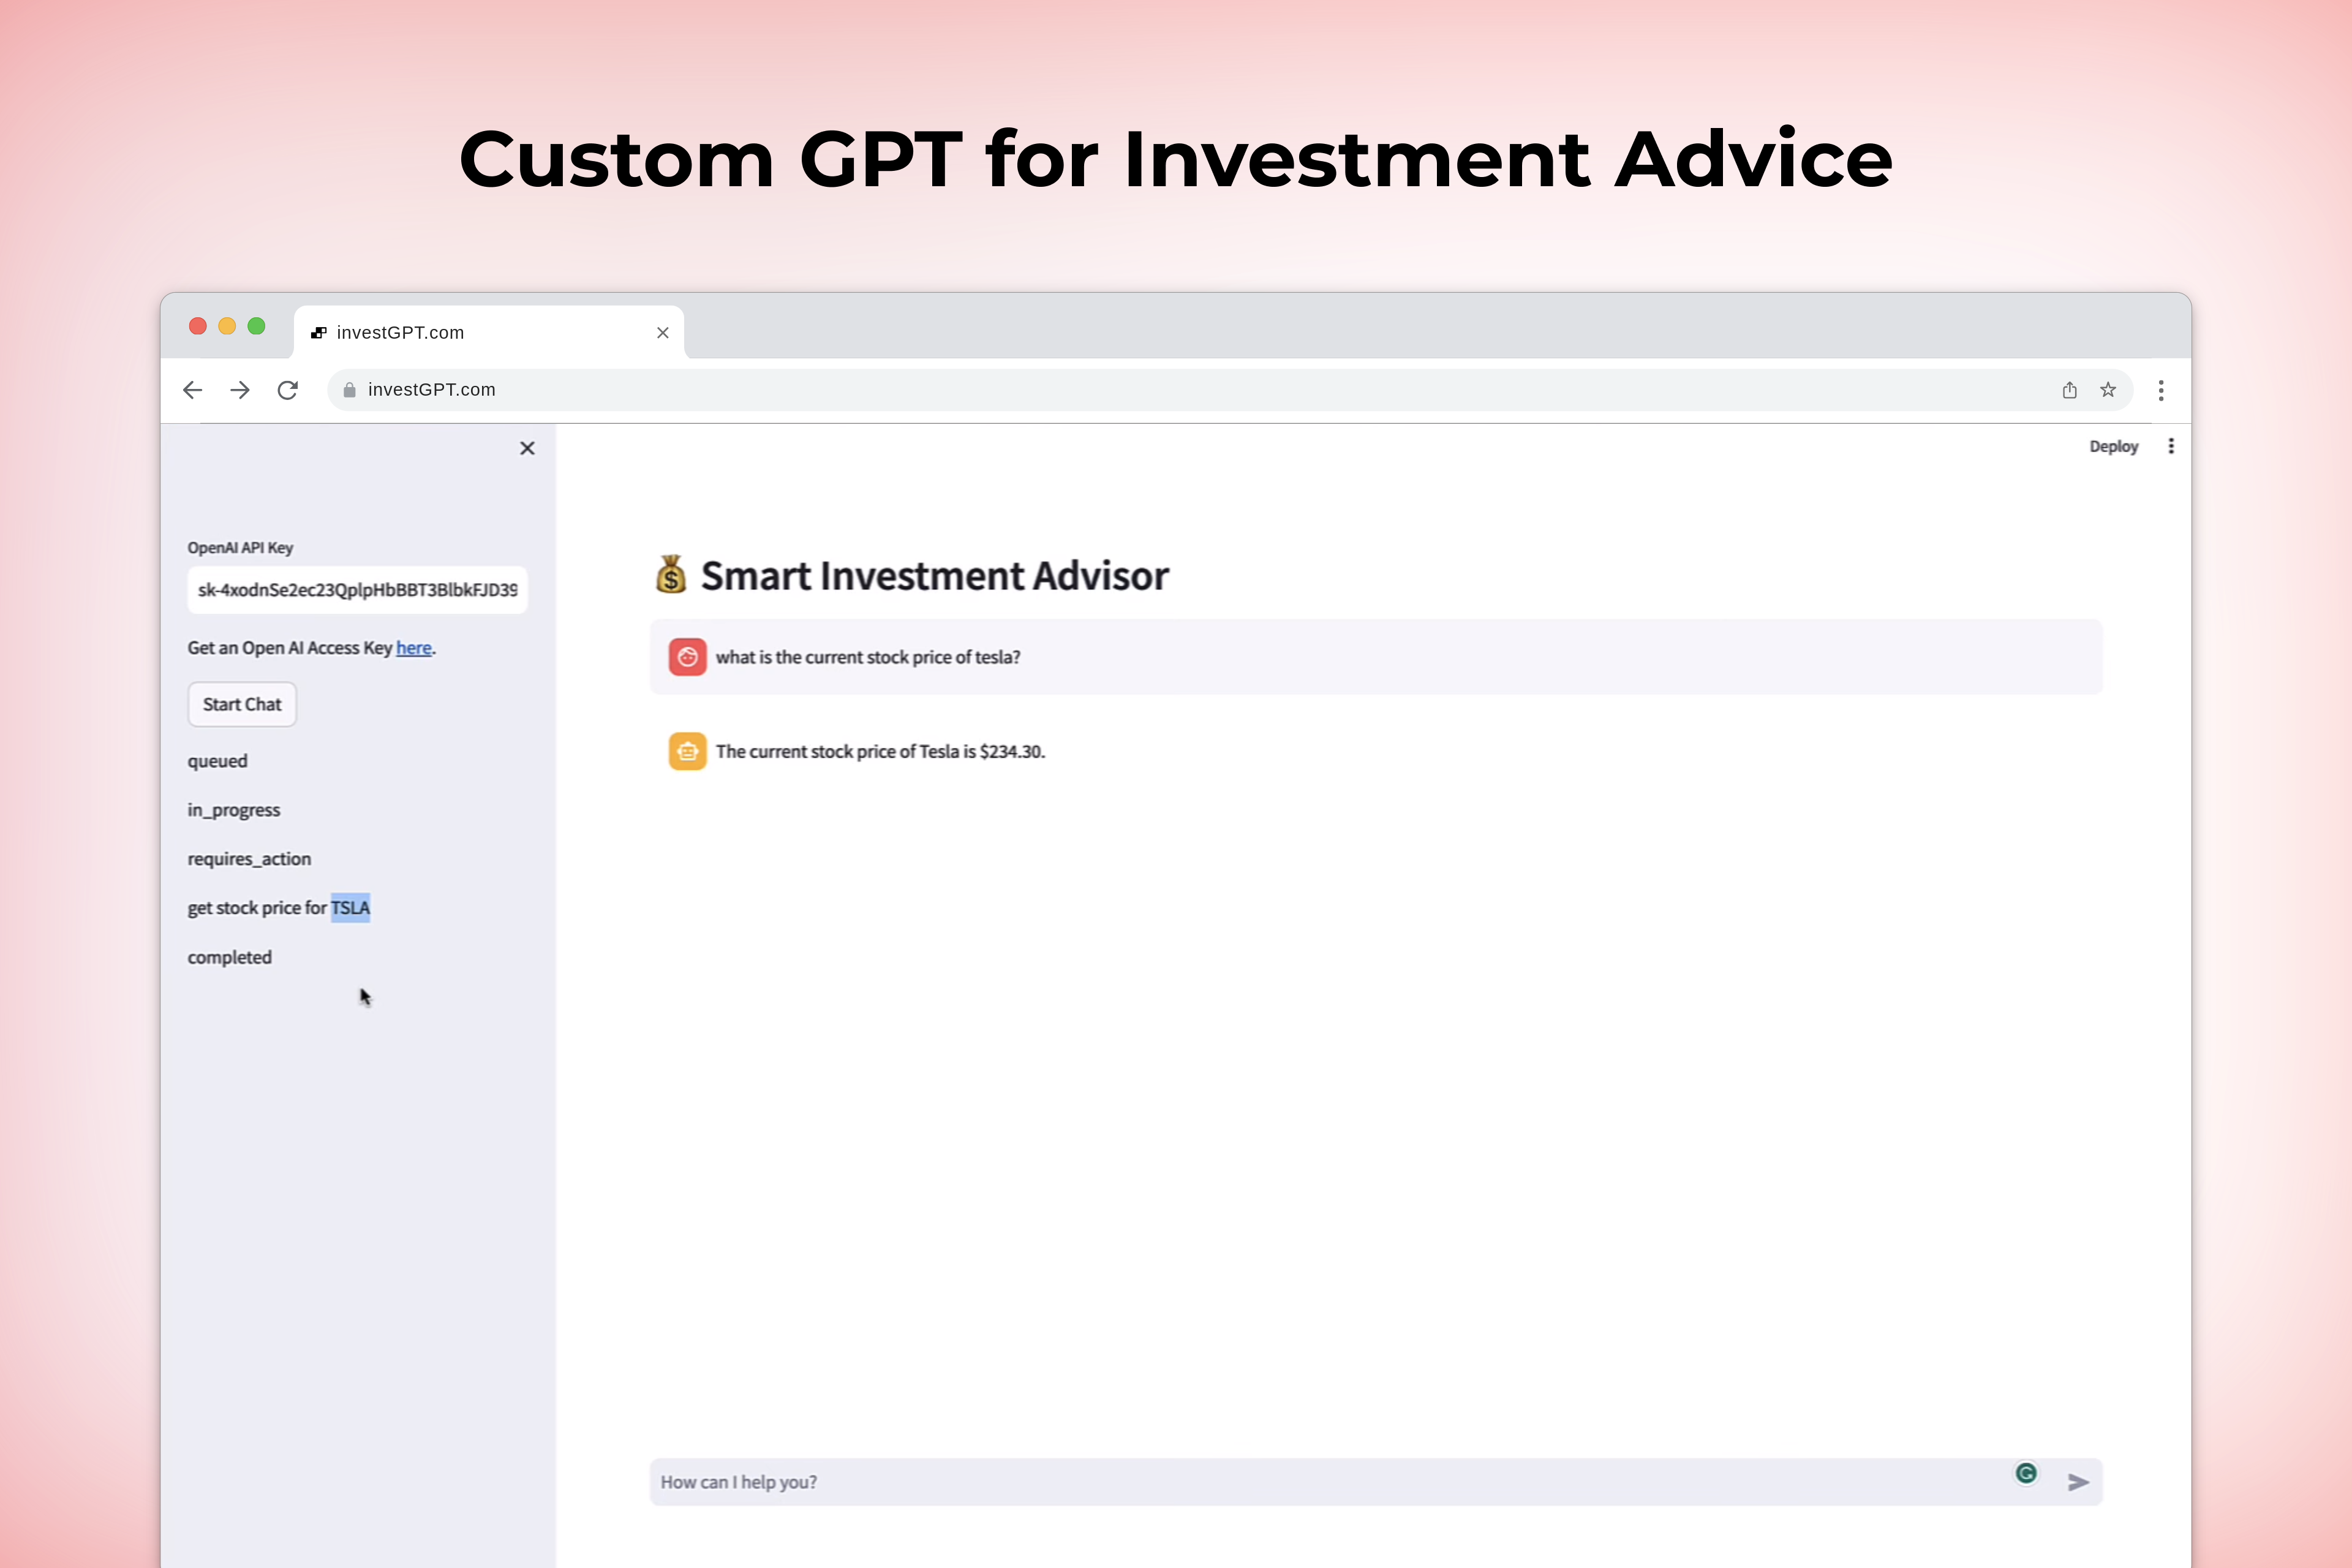 Custom GPT for Investment Advice
investGPT.com
investGPT.com
Deploy
OpenAI API Key
sk-4xodnSe2ec23QplpHbBBT3BlbkFJD39
Get an Open AI Access Key here.
Start Chat
queued
in_progress
requires_action
get stock price for TSLA
completed
Smart Investment Advisor
what is the current stock price of tesla?
The current stock price of Tesla is $234.30.
How can I help you?